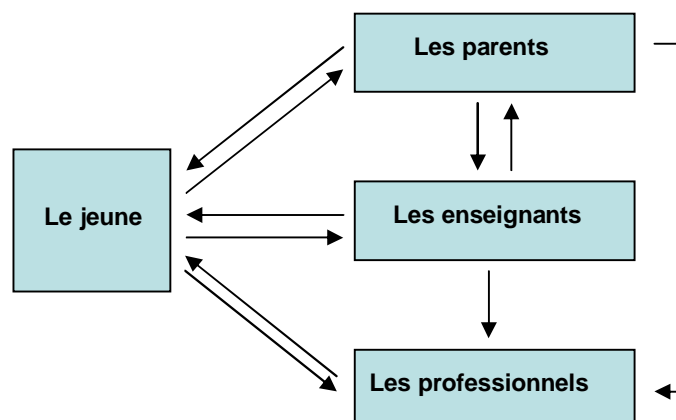 Les parents
Le jeune
Les enseignants
Les professionnels